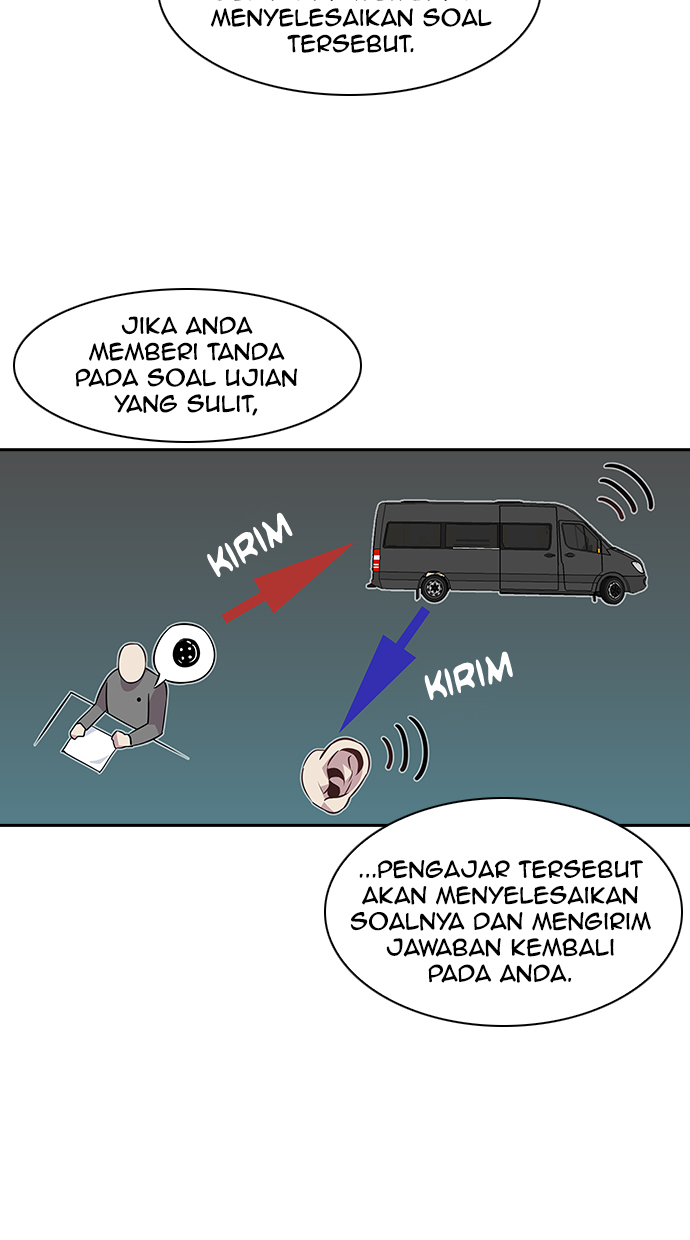 MENYELESAIKAN SOAL
TERSEBUT.
JIKA ANDA
MEMBERI TANDA
PADA SOAL UJIAN
YANG SULIT,
KIRIM
KIRIM
...PENGAJAR TERSEBUT
AKAN MENYELESAIKAN
SOALNYA DAN MENGIRIM
JAWABAN KEMBALI
PADA ANDA.